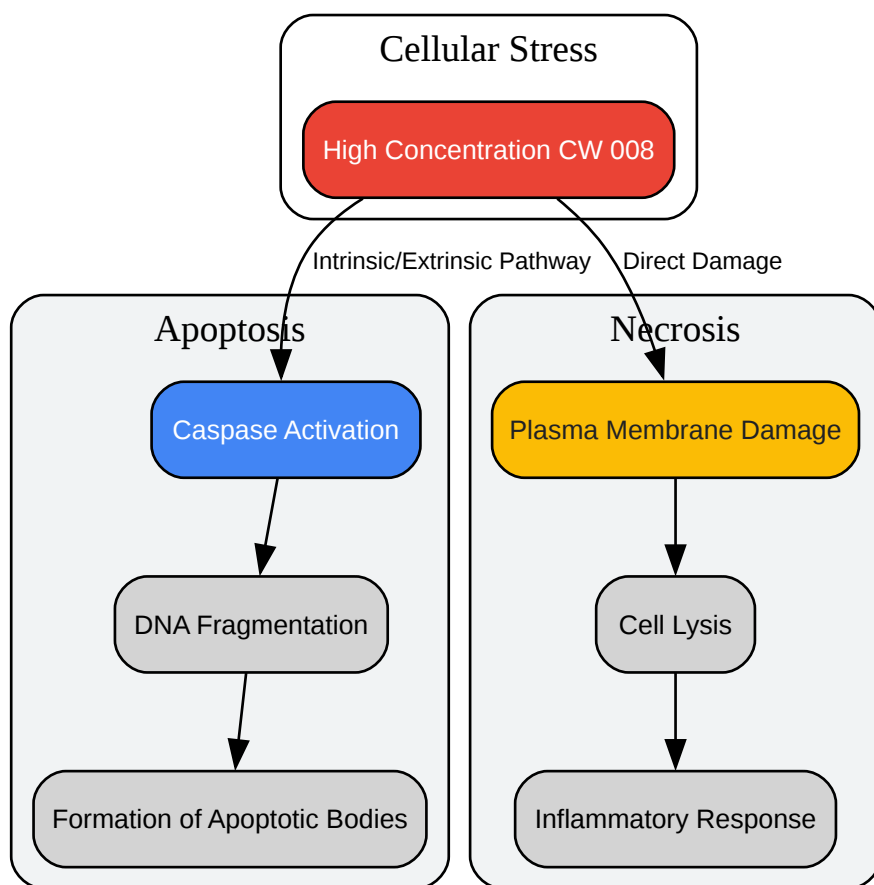 Cellular Stress
High Concentration CW 008
Intrinsic/Extrinsic Pathway
Direct Damage
Apoptosis
Caspase Activation
DNA Fragmentation
Formation of Apoptotic Bodies
Necrosis
Plasma Membrane Damage
Cell Lysis
Inflammatory Response